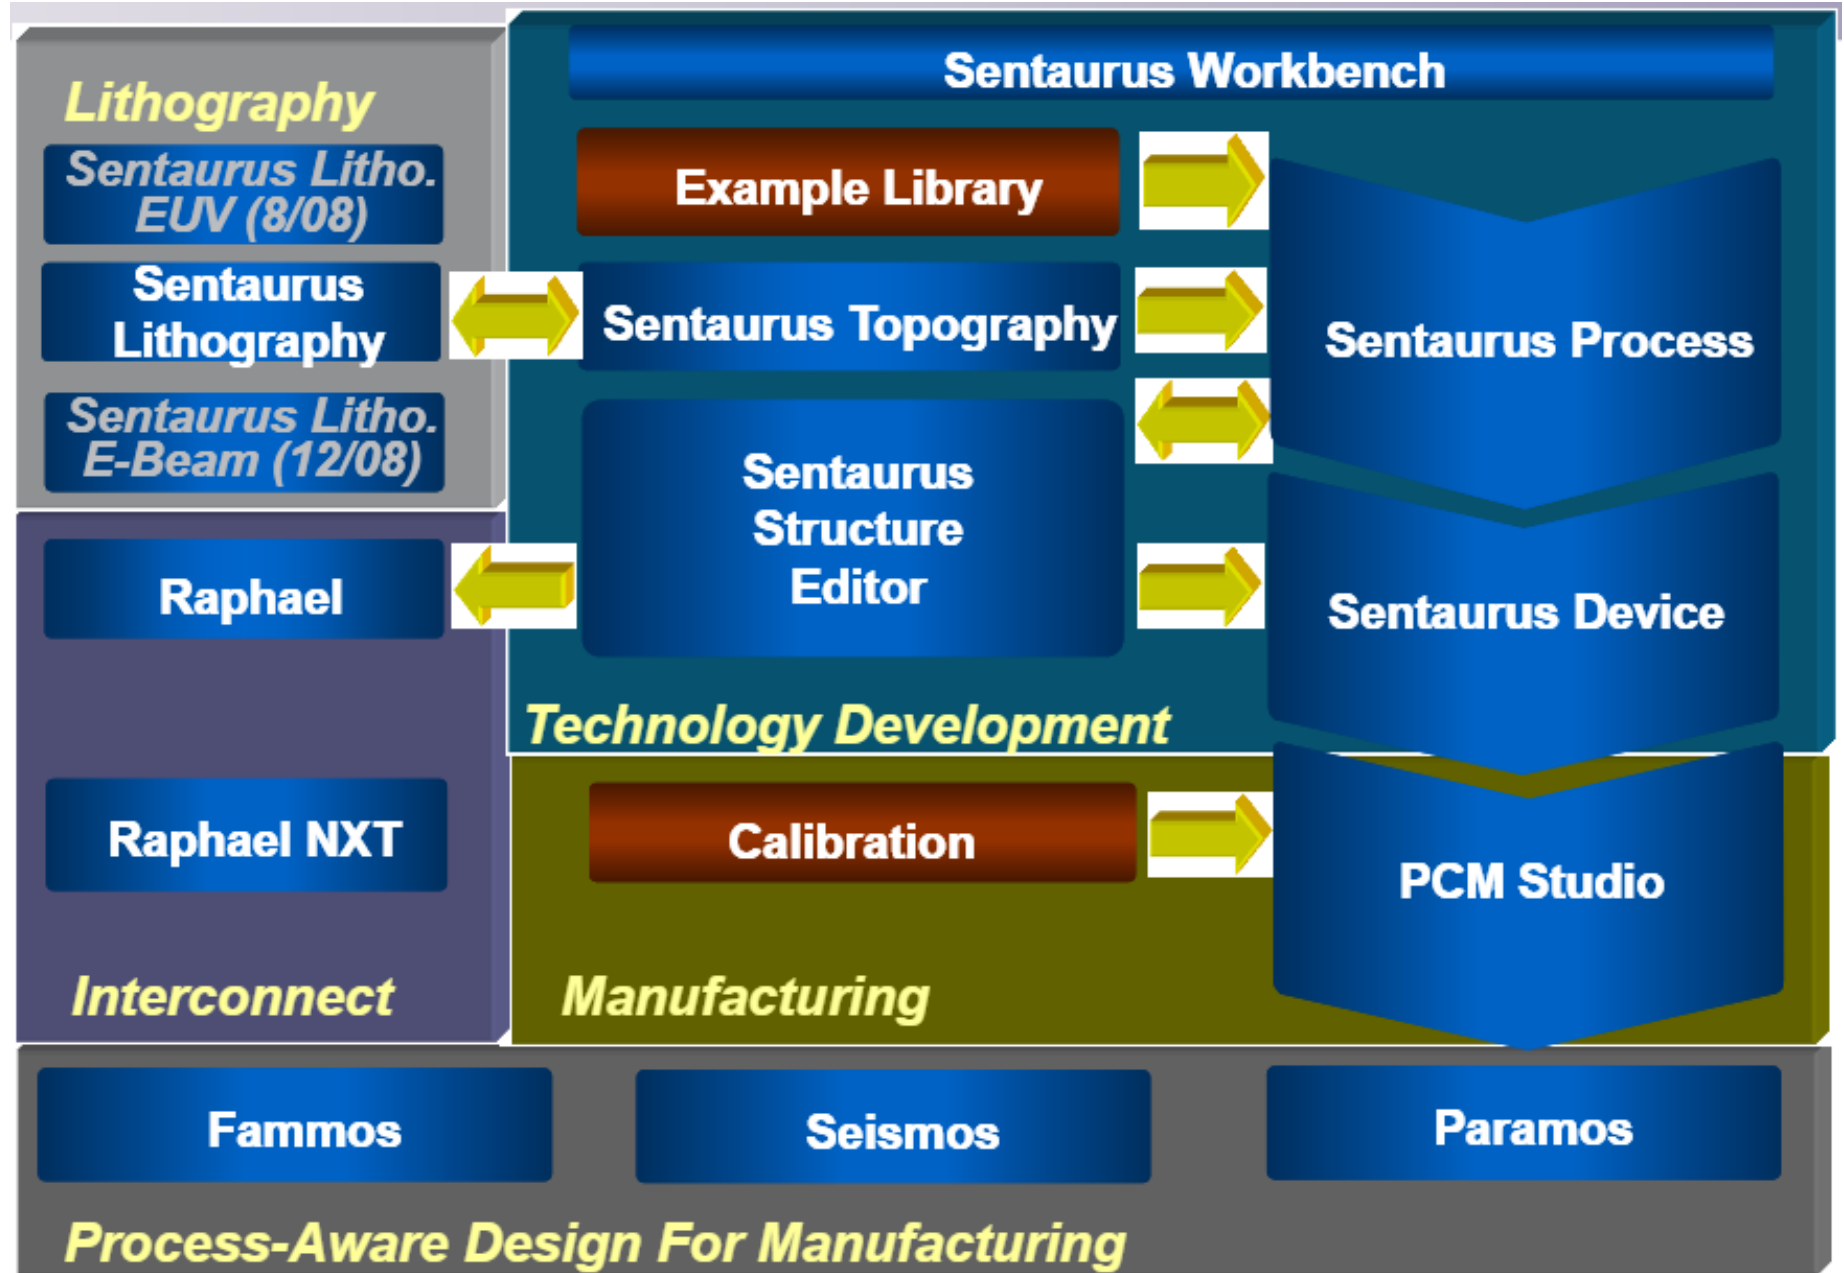 Lithography
Sentaurus Litho.
EUV (8/08)
Sentaurus
Lithography
Sentaurus Litho.
E-Beam (12/08)
Sentaurus Workbench
Example Library
Sentaurus Topography
Sentaurus
Structure
Editor
Sentaurus Process
Sentaurus Device
Technology Development
Raphael
Raphael NXT
Interconnect
Calibration
PCM Studio
Manufacturing
Fammos
Seismos
Paramos
Process-Aware Design For Manufacturing